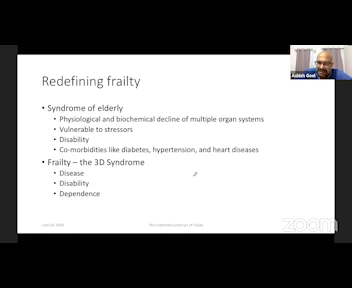 Ashish Goel
Redefining frailty
• Syndrome of elderly
• Physiological and biochemical decline of multiple organ systems
• Vulnerable to stressors
• Disability
• Co-morbidities like diabetes, hypertension, and heart diseases
• Frailty – the 3D Syndrome
• Disease
• Disability
• Dependence
zoom